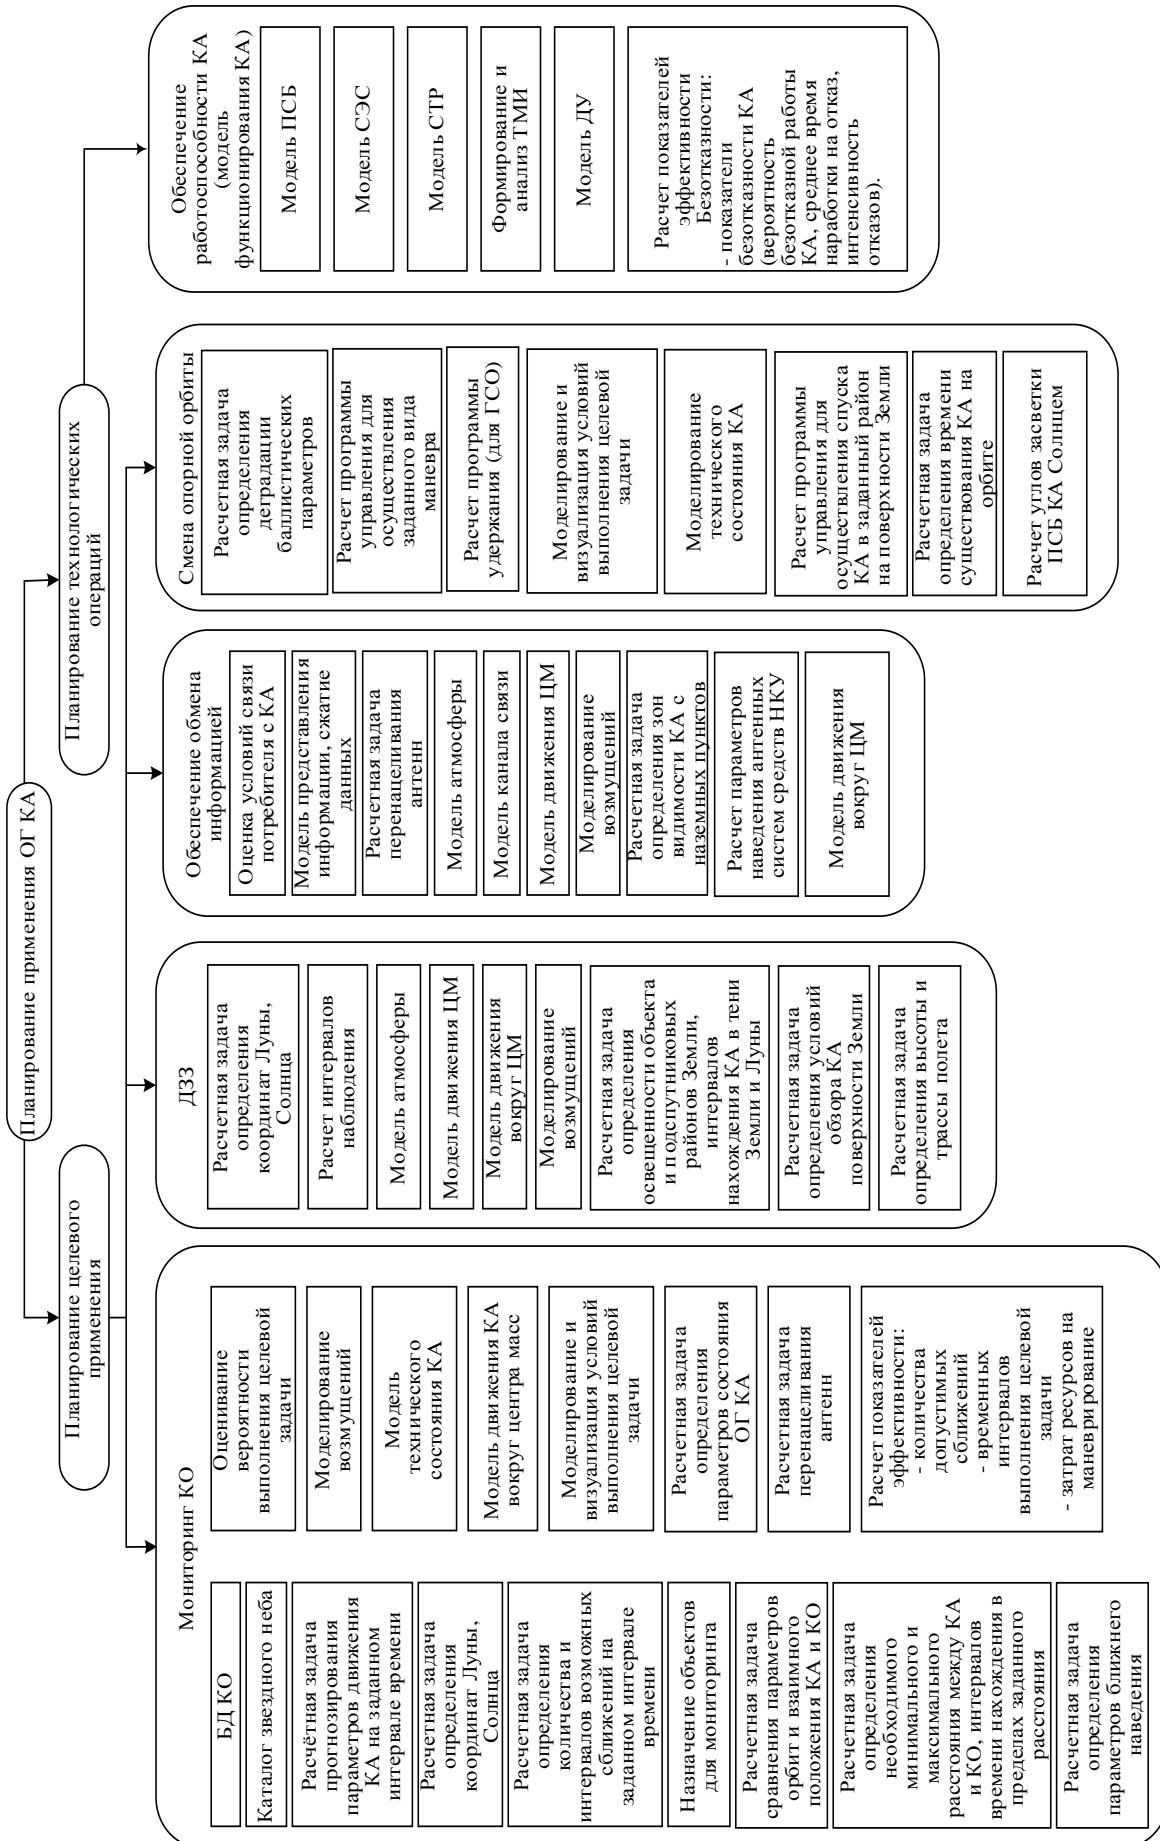 Планирование применения ОГ КА
Планирование целевого
применения
Планирование технологических
операций
Мониторинг КО
БД КО
Каталог звездного неба
Расчётная задача
прогнозирования
параметров движения
КА на заданном
интервале времени
Расчетная задача
определения
координат Луны,
Солнца
Расчетная задача
определения
количества и
интервалов возможных
сближений на
заданном интервале
времени
Назначение объектов
для мониторинга
Расчетная задача
сравнения параметров
орбит и взаимного
положения КА и КО
Расчетная задача
определения
необходимого
минимального и
максимального
расстояния между КА
и КО, интервалов
времени нахождения в
пределах заданного
расстояния
Расчетная задача
определения
параметров ближнего
наведения
Оценивание
вероятности
выполнения целевой
задачи
Моделирование
возмущений
Модель
технического
состояния КА
Модель движения КА
вокруг центра масс
Моделирование и
визуализация условий
выполнения целевой
задачи
Расчетная задача
определения
параметров состояния
ОГ КА
Расчетная задача
перенацеливания
антенн
Расчет показателей
эффективности:
- количества
допустимых
сближений
- временных
интервалов
выполнения целевой
задачи
- затрат ресурсов на
маневрирование
ДЗЗ
Расчетная задача
определения
координат Луны,
Солнца
Расчет интервалов
наблюдения
Модель атмосферы
Модель движения ЦМ
Модель движения
вокруг ЦМ
Моделирование
возмущений
Расчетная задача
определения
освещенности объекта
и подспутниковых
районов Земли,
интервалов
нахождения КА в тени
Земли и Луны
Расчетная задача
определения условий
обзора КА
поверхности Земли
Расчетная задача
определения высоты и
трассы полета
Обеспечение обмена
информацией
Оценка условий связи
потребителя с КА
Модель представления
информации, сжатие
данных
Расчетная задача
перенацеливания
антенн
Модель атмосферы
Модель канала связи
Модель движения ЦМ
Моделирование
возмущений
Расчетная задача
определения зон
видимости КА с
наземных пунктов
Расчет параметров
наведения антенных
систем средств НКУ
Модель движения
вокруг ЦМ
Смена опорной орбиты
Расчетная задача
определения
деградации
баллистических
параметров
Расчет программы
управления для
осуществления
заданного вида
маневра
Расчет программы
удержания (для ГСО)
Моделирование и
визуализация условий
выполнения целевой
задачи
Моделирование
технического
состояния КА
Расчет программы
управления для
осуществления спуска
КА в заданный район
на поверхности Земли
Расчетная задача
определения времени
существования КА на
орбите
Расчет углов засветки
ПСБ КА Солнцем
Обеспечение
работоспособности КА
(модель
функционирования КА)
Модель ПСБ
Модель СЭС
Модель СТР
Формирование и
анализ ТМИ
Модель ДУ
Расчет показателей
эффективности
Безотказности:
- показатели
безотказности КА
(вероятность
безотказной работы
КА, среднее время
наработки на отказ,
интенсивность
отказов).